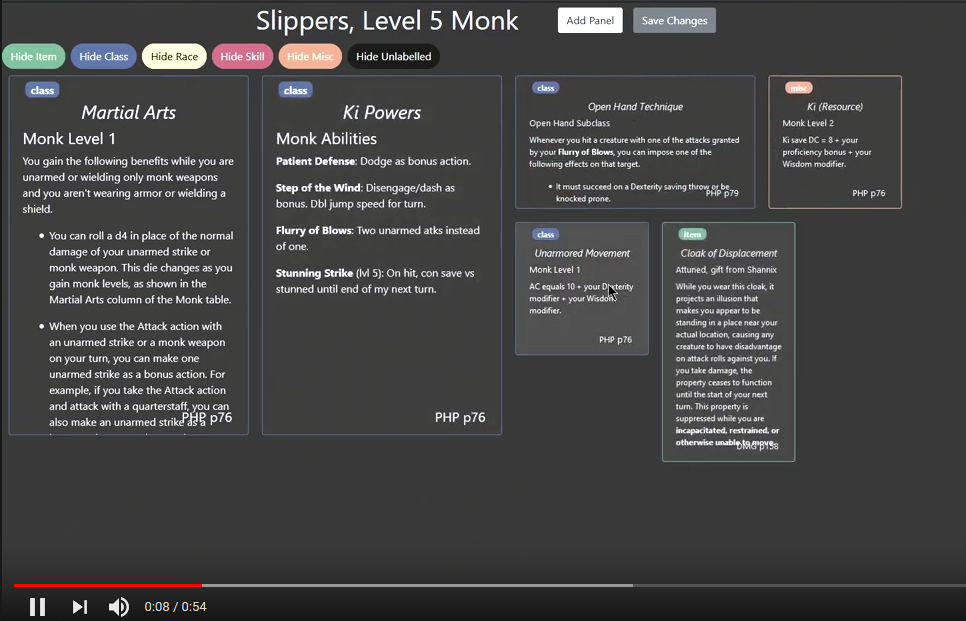 Slippers, Level 5 Monk
Add Panel
Save Changes
Hide Item
Hide Class
Hide Race
Hide Skill
Hide Misc
Hide Unlabelled
class
Martial Arts
Monk Level 1
You gain the following benefits while you are
unarmed or wielding only monk weapons
and you aren't wearing armor or wielding a
shield.
• You can roll a d4 in place of the normal
damage of your unarmed strike or
monk weapon. This die changes as you
gain monk levels, as shown in the
Martial Arts column of the Monk table.
• When you use the Attack action with
an unarmed strike or a monk weapon
on your turn, you can make one
unarmed strike as a bonus action. For
example, if you take the Attack action
and attack with a quarterstaff, you can
also make an unarmed strike as a
PHP p76
class
Ki Powers
Monk Abilities
Patient Defense: Dodge as bonus action.
Step of the Wind: Disengage/dash as
bonus. Dbl jump speed for turn.
Flurry of Blows: Two unarmed atks instead
of one.
Stunning Strike (lvl 5): On hit, con save vs
stunned until end of my next turn.
PHP p76
class
Open Hand Technique
Open Hand Subclass
Whenever you hit a creature with one of the attacks granted
by your Flurry of Blows, you can impose one of the
following effects on that target.
• It must succeed on a Dexterity saving throw or be
knocked prone.
PHP p79
misc
Ki (Resource)
Monk Level 2
Ki save DC = 8 + your
proficiency bonus + your
Wisdom modifier.
PHP p76
class
Unarmored Movement
Monk Level 1
AC equals 10 + your Dexterity
modifier + your Wisdom
modifier.
PHP p76
item
Cloak of Displacement
Attuned, gift from Shannix
While you wear this cloak, it
projects an illusion that
makes you appear to be
standing in a place near your
actual location, causing any
creature to have disadvantage
on attack rolls against you. If
you take damage, the
property ceases to function
until the start of your next
turn. This property is
suppressed while you are
incapacitated, restrained, or
otherwise unable to move.
DMG p158
0:08 / 0:54